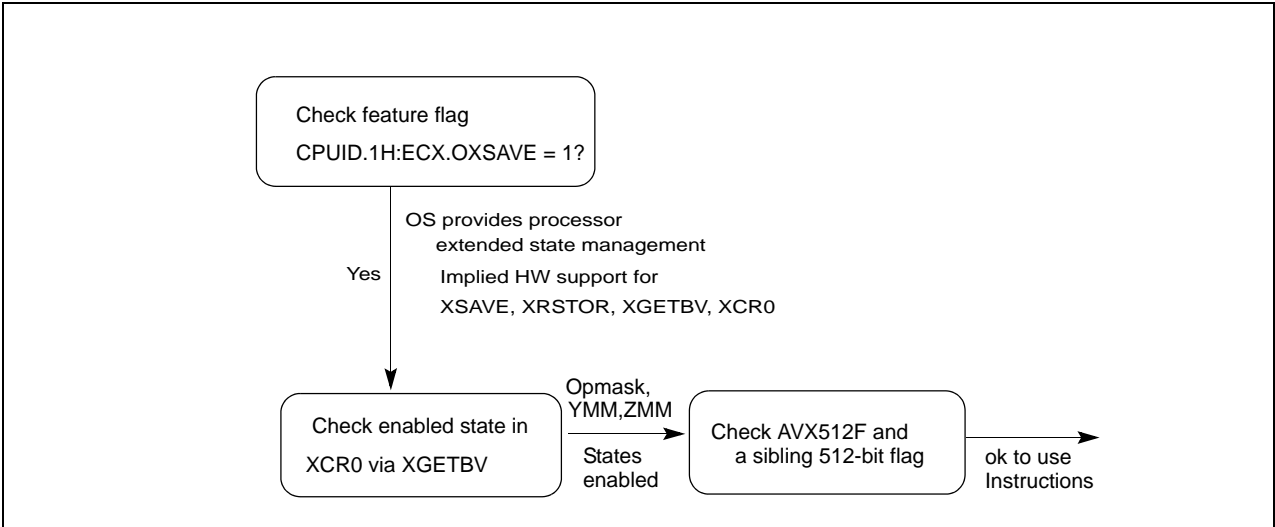 Check feature flag
CPUID.1H:ECX.OXSAVE = 1?
OS provides processor
extended state management
Yes
Implied HW support for
XSAVE, XRSTOR, XGETBV, XCR0
Check enabled state in
XCR0 via XGETBV
Opmask,
YMM,ZMM
States
enabled
Check AVX512F and
a sibling 512-bit flag
ok to use
Instructions